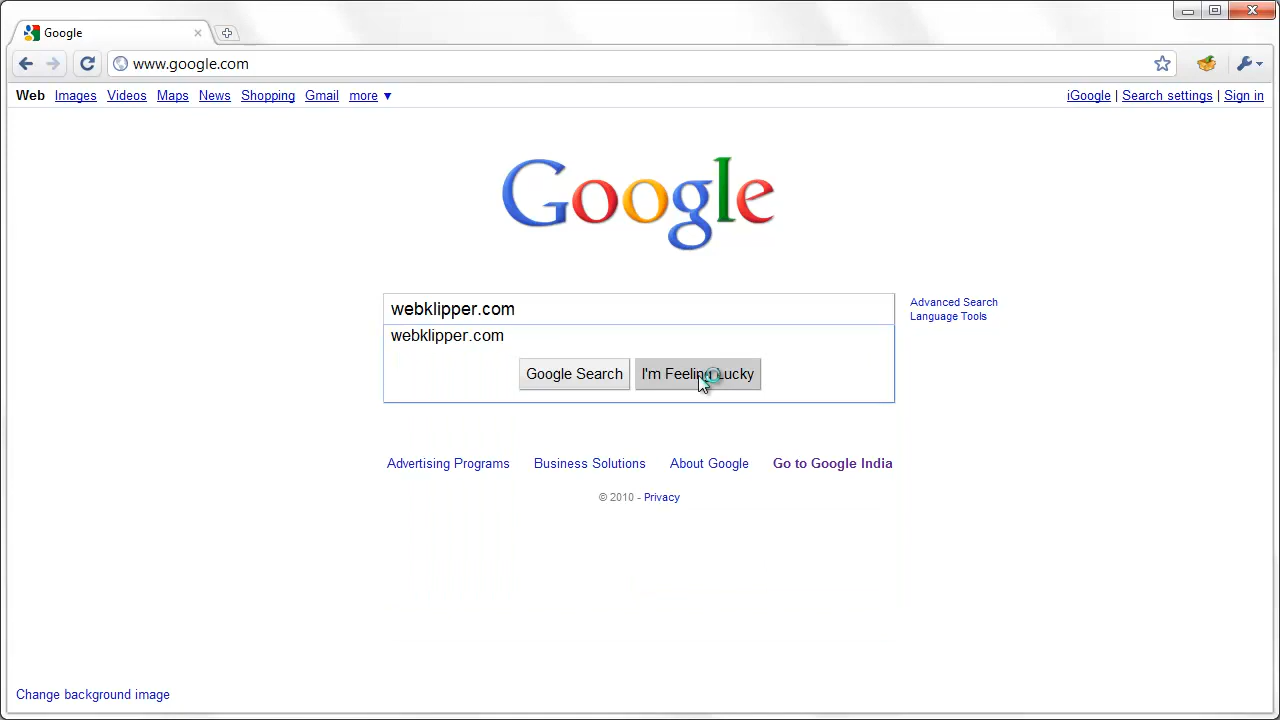 Google
www.google.com
Web Images Videos Maps News Shopping Gmail more ▼ iGoogle | Search settings | Sign in
Google
webklipper.com
Advanced Search
Language Tools
webklipper.com
Google Search I'm Feeling Lucky
Advertising Programs Business Solutions About Google Go to Google India
© 2010 - Privacy
Change background image